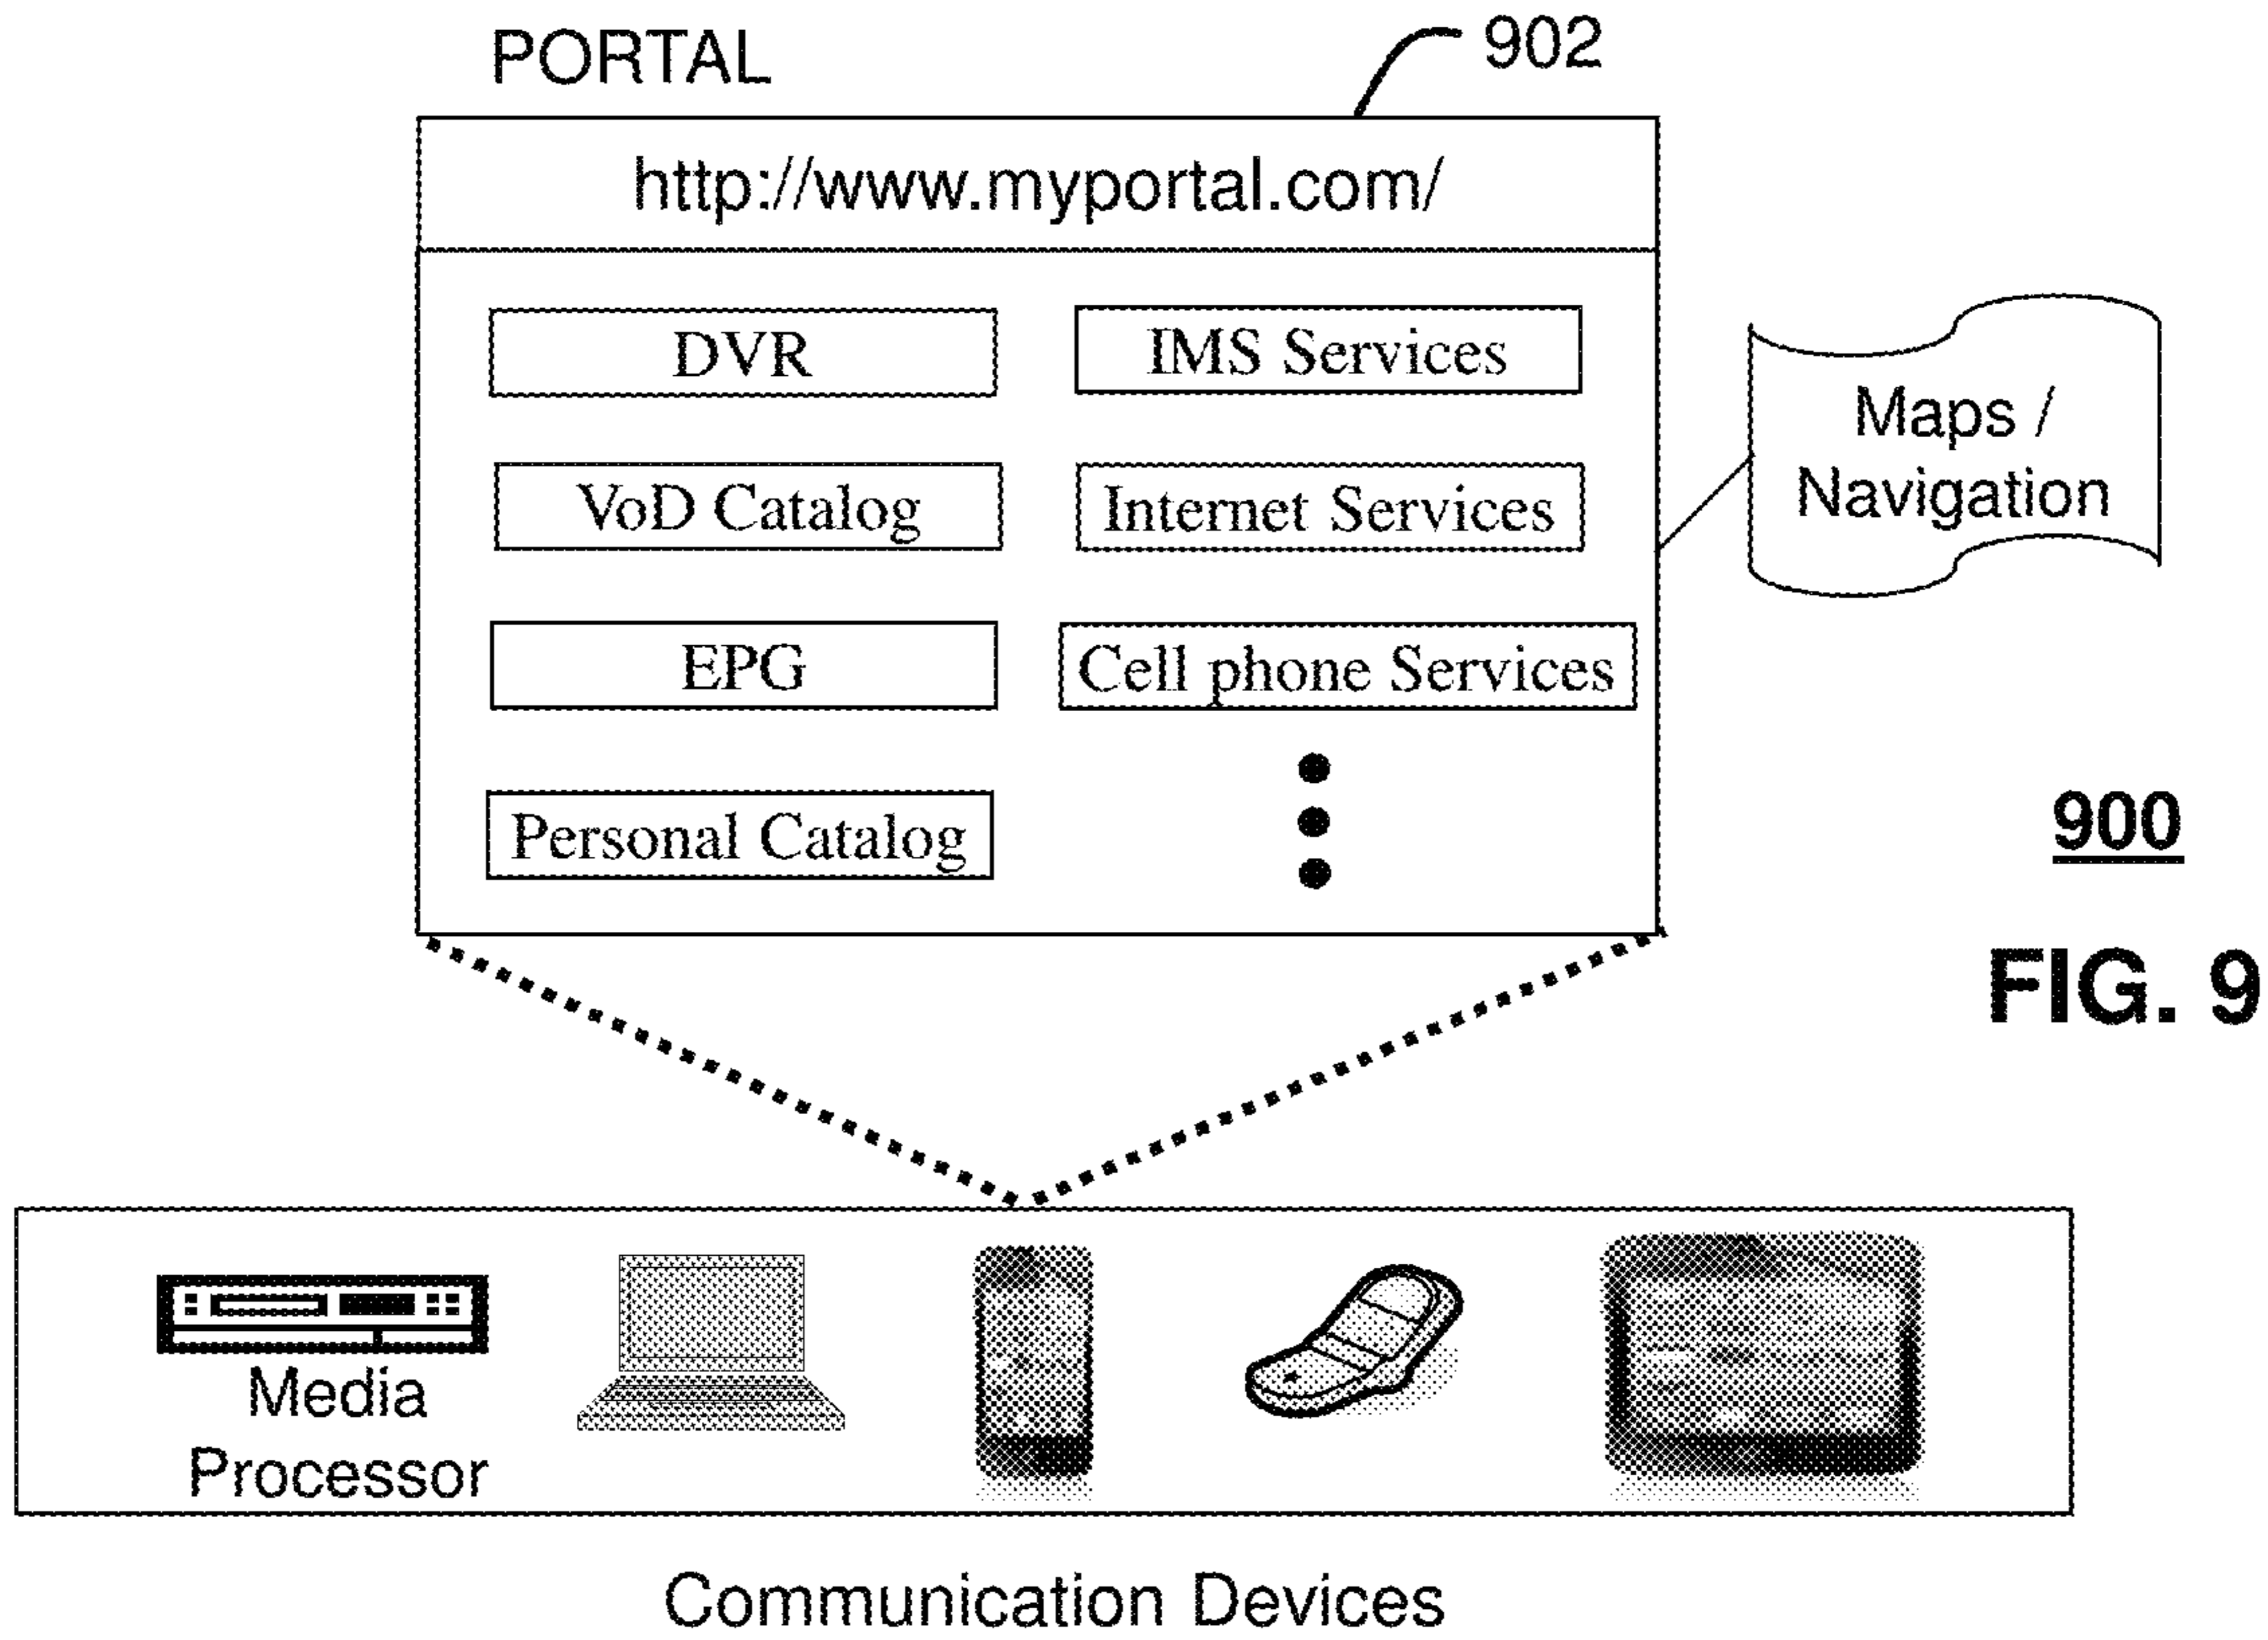 PORTAL
902
http://www.myportal.com/
DVR
IMS Services
VoD Catalog
Internet Services
EPG
Cell phone Services
Personal Catalog
Maps /
Navigation
900
FIG. 9
Media
Processor
Communication Devices